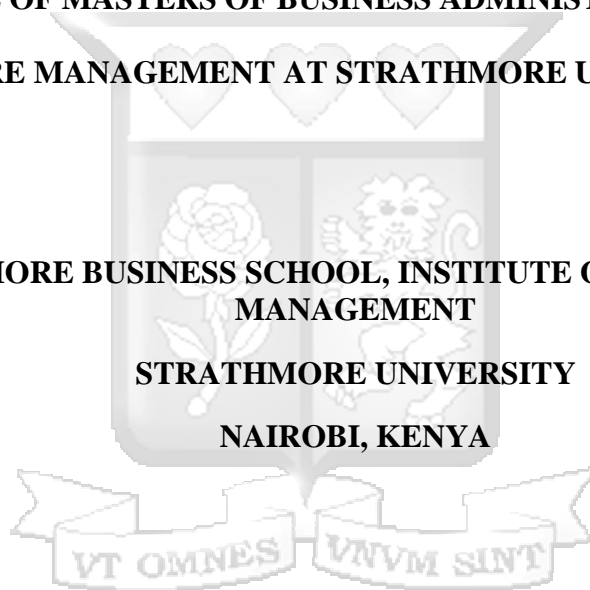 OF MASTERS OF BUSINESS ADMINIST
RE MANAGEMENT AT STRATHMORE U
MORE BUSINESS SCHOOL, INSTITUTE O
MANAGEMENT
STRATHMORE UNIVERSITY
NAIROBI, KENYA
VT OMNES VNVM SINT